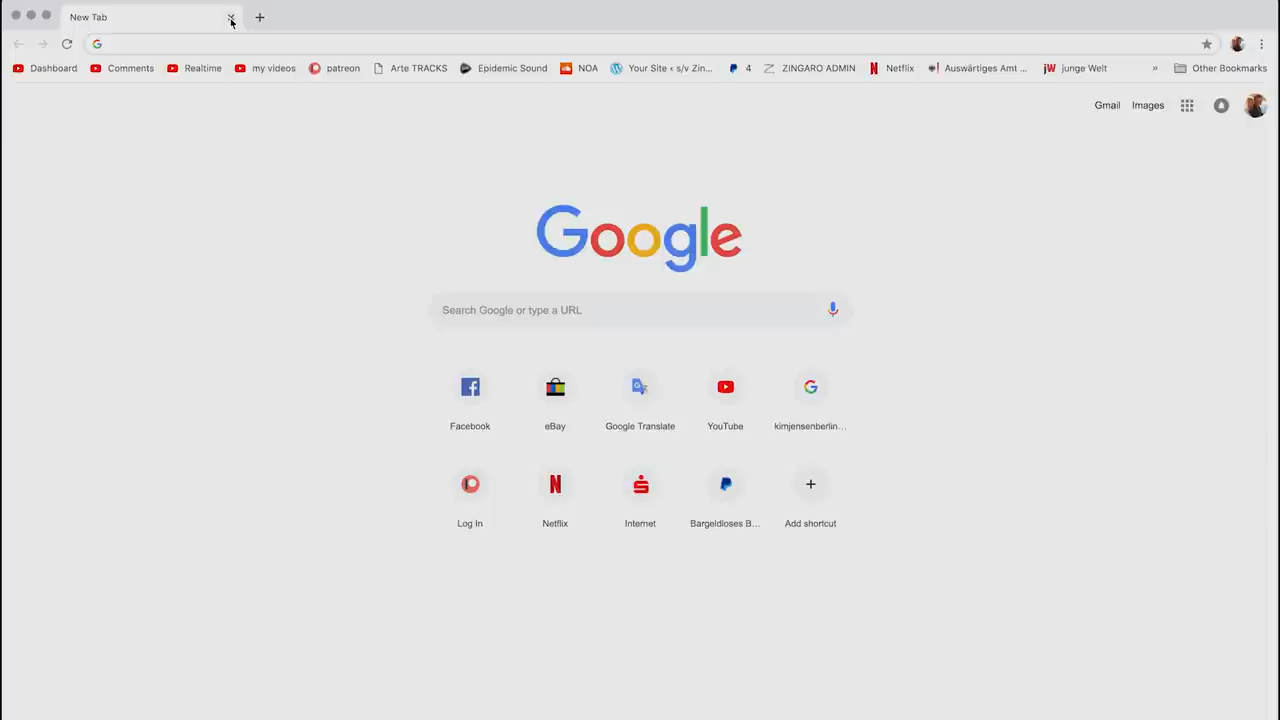 New Tab
Dashboard Comments Realtime my videos patreon Arte TRACKS Epidemic Sound NOA Your Site ‹ s/v Zin... 4 ZINGARO ADMIN Netflix Auswärtiges Amt ... jW junge Welt » Other Bookmarks
Gmail Images
Google
Search Google or type a URL
Facebook eBay Google Translate YouTube kimjensenberlin...
Log In Netflix Internet Bargeldloses B... Add shortcut